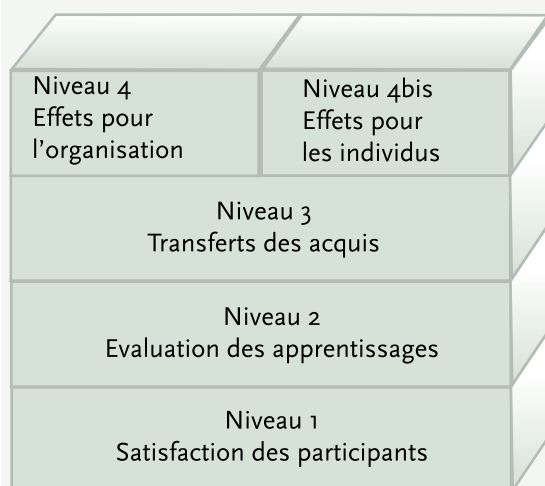 Niveau 4
Effets pour
l'organisation
Niveau 4bis
Effets pour
les individus
Niveau 3
Transferts des acquis
Niveau 2
Evaluation des apprentissages
Niveau 1
Satisfaction des participants